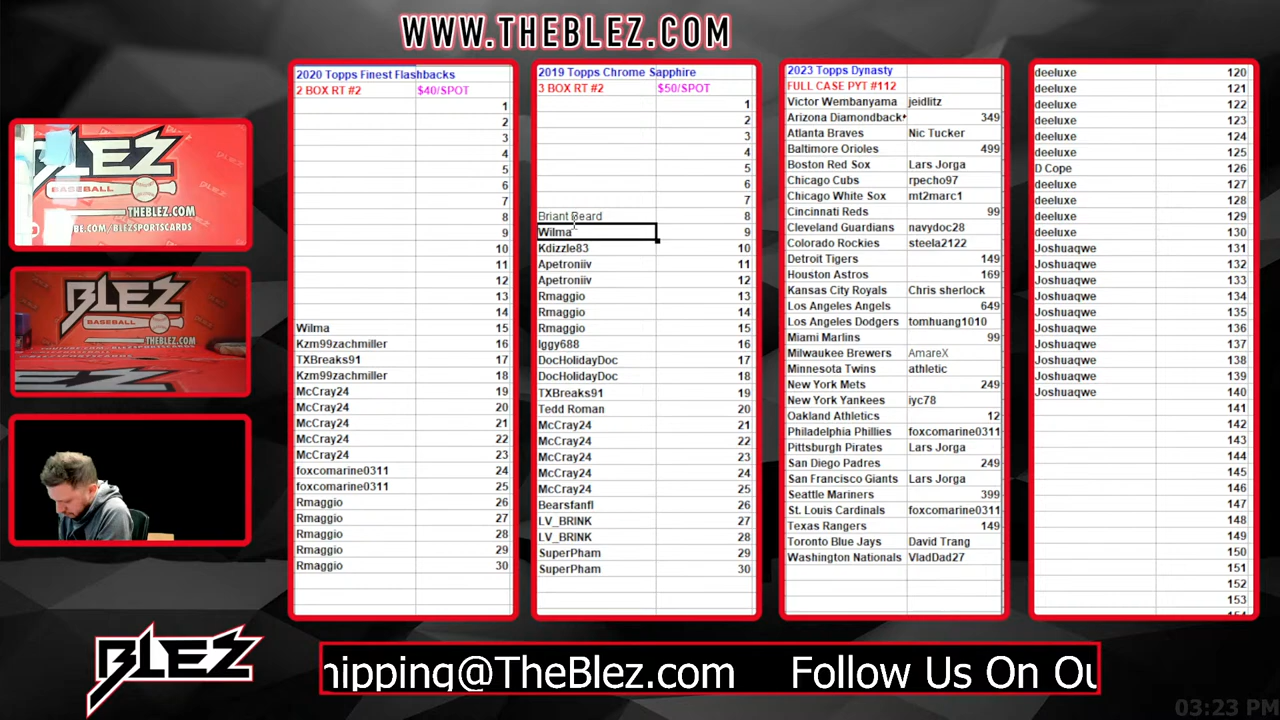 WWW.THEBLEZ.COM
BLEZ
BASEBALL
THEBLEZ.COM
FB.COM/BLEZSPORTSCARDS
BLEZ
BASEBALL
WWW.THEBLEZ.COM
BLEZ
2020 Topps Finest Flashbacks
2 BOX RT #2 $40/SPOT
1
2
3
4
5
6
7
8
9
10
11
12
13
14
Wilma 15
Kzm99zachmiller 16
TXBreaks91 17
Kzm99zachmiller 18
McCray24 19
McCray24 20
McCray24 21
McCray24 22
McCray24 23
foxcomarine0311 24
foxcomarine0311 25
Rmaggio 26
Rmaggio 27
Rmaggio 28
Rmaggio 29
Rmaggio 30
2019 Topps Chrome Sapphire
3 BOX RT #2 $50/SPOT
1
2
3
4
5
6
7
Briant Beard 8
Wilma 9
Kdizzle83 10
Apetroniiv 11
Apetroniiv 12
Rmaggio 13
Rmaggio 14
Rmaggio 15
Iggy688 16
DocHolidayDoc 17
DocHolidayDoc 18
TXBreaks91 19
Tedd Roman 20
McCray24 21
McCray24 22
McCray24 23
McCray24 24
McCray24 25
Bearsfanfl 26
LV_BRINK 27
LV_BRINK 28
SuperPham 29
SuperPham 30
2023 Topps Dynasty
FULL CASE PYT #112
Victor Wembanyama jeidlitz
Arizona Diamondback 349
Atlanta Braves Nic Tucker
Baltimore Orioles 499
Boston Red Sox Lars Jorga
Chicago Cubs rpecho97
Chicago White Sox mt2marc1
Cincinnati Reds 99
Cleveland Guardians navydoc28
Colorado Rockies steela2122
Detroit Tigers 149
Houston Astros 169
Kansas City Royals Chris sherlock
Los Angeles Angels 649
Los Angeles Dodgers tomhuang1010
Miami Marlins 99
Milwaukee Brewers AmareX
Minnesota Twins athletic
New York Mets 249
New York Yankees iyc78
Oakland Athletics 12
Philadelphia Phillies foxcomarine0311
Pittsburgh Pirates Lars Jorga
San Diego Padres 249
San Francisco Giants Lars Jorga
Seattle Mariners 399
St. Louis Cardinals foxcomarine0311
Texas Rangers 149
Toronto Blue Jays David Trang
Washington Nationals VladDad27
deeluxe 120
deeluxe 121
deeluxe 122
deeluxe 123
deeluxe 124
deeluxe 125
D Cope 126
deeluxe 127
deeluxe 128
deeluxe 129
deeluxe 130
Joshuaqwe 131
Joshuaqwe 132
Joshuaqwe 133
Joshuaqwe 134
Joshuaqwe 135
Joshuaqwe 136
Joshuaqwe 137
Joshuaqwe 138
Joshuaqwe 139
Joshuaqwe 140
141
142
143
144
145
146
147
148
149
150
151
152
153
hipping@TheBlez.com Follow Us On Ou
03:23 PM